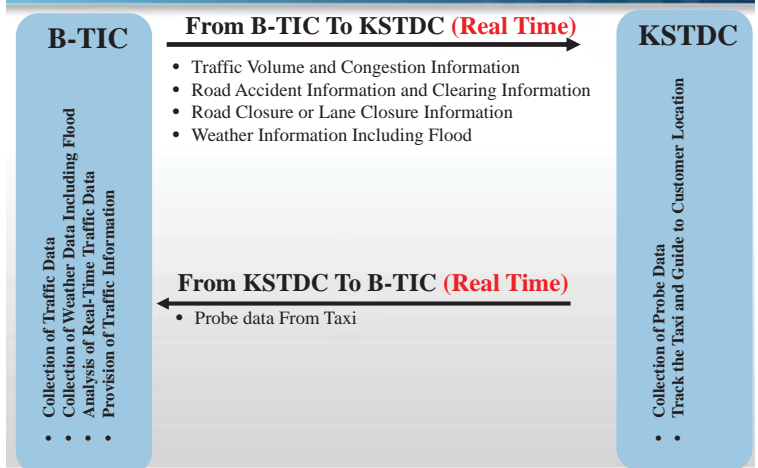 B-TIC
• Collection of Traffic Data
• Collection of Weather Data Including Flood
• Analysis of Real-Time Traffic Data
• Provision of Traffic Information
From B-TIC To KSTDC (Real Time)
• Traffic Volume and Congestion Information
• Road Accident Information and Clearing Information
• Road Closure or Lane Closure Information
• Weather Information Including Flood
From KSTDC To B-TIC (Real Time)
• Probe data From Taxi
KSTDC
• Collection of Probe Data
• Track the Taxi and Guide to Customer Location